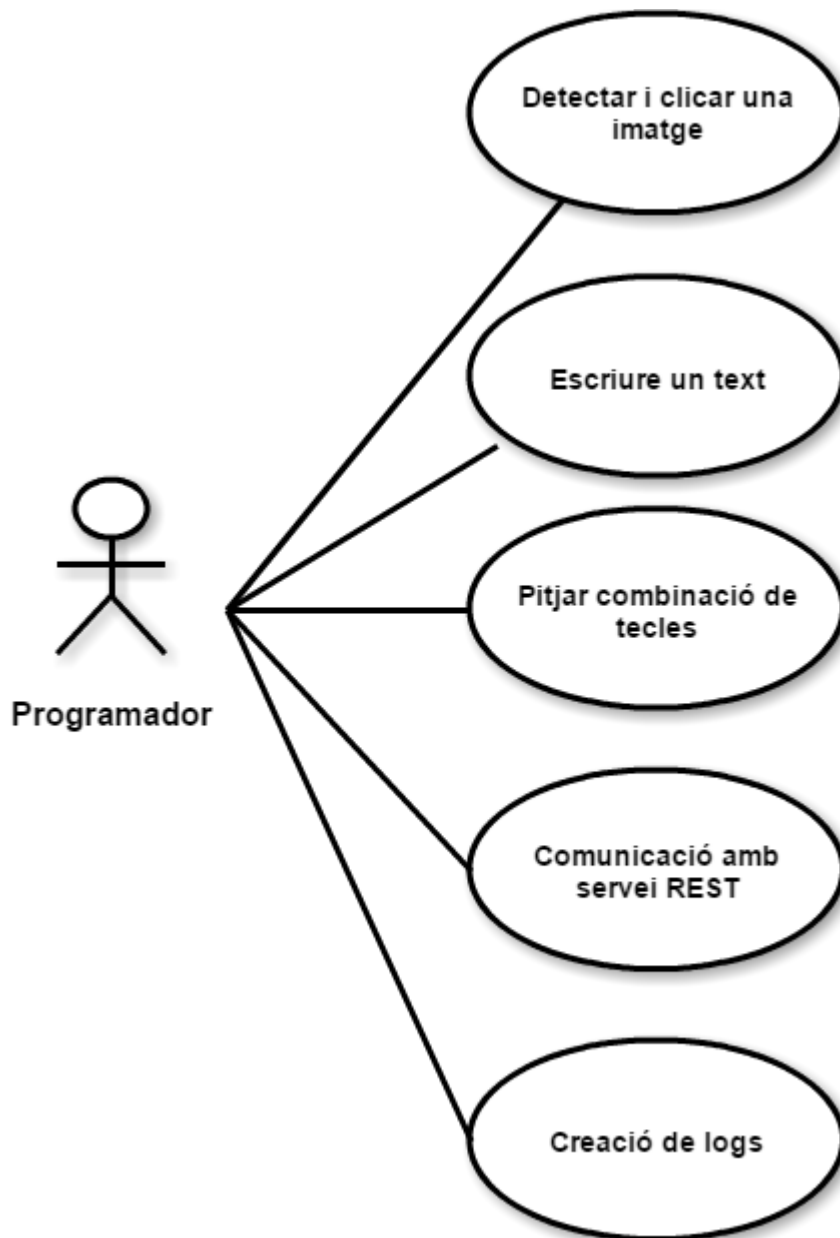 Detectar i clicar una
imatge
Escriure un text
Pitjar combinació de
tecles
Programador
Comunicació amb
servei REST
Creació de logs